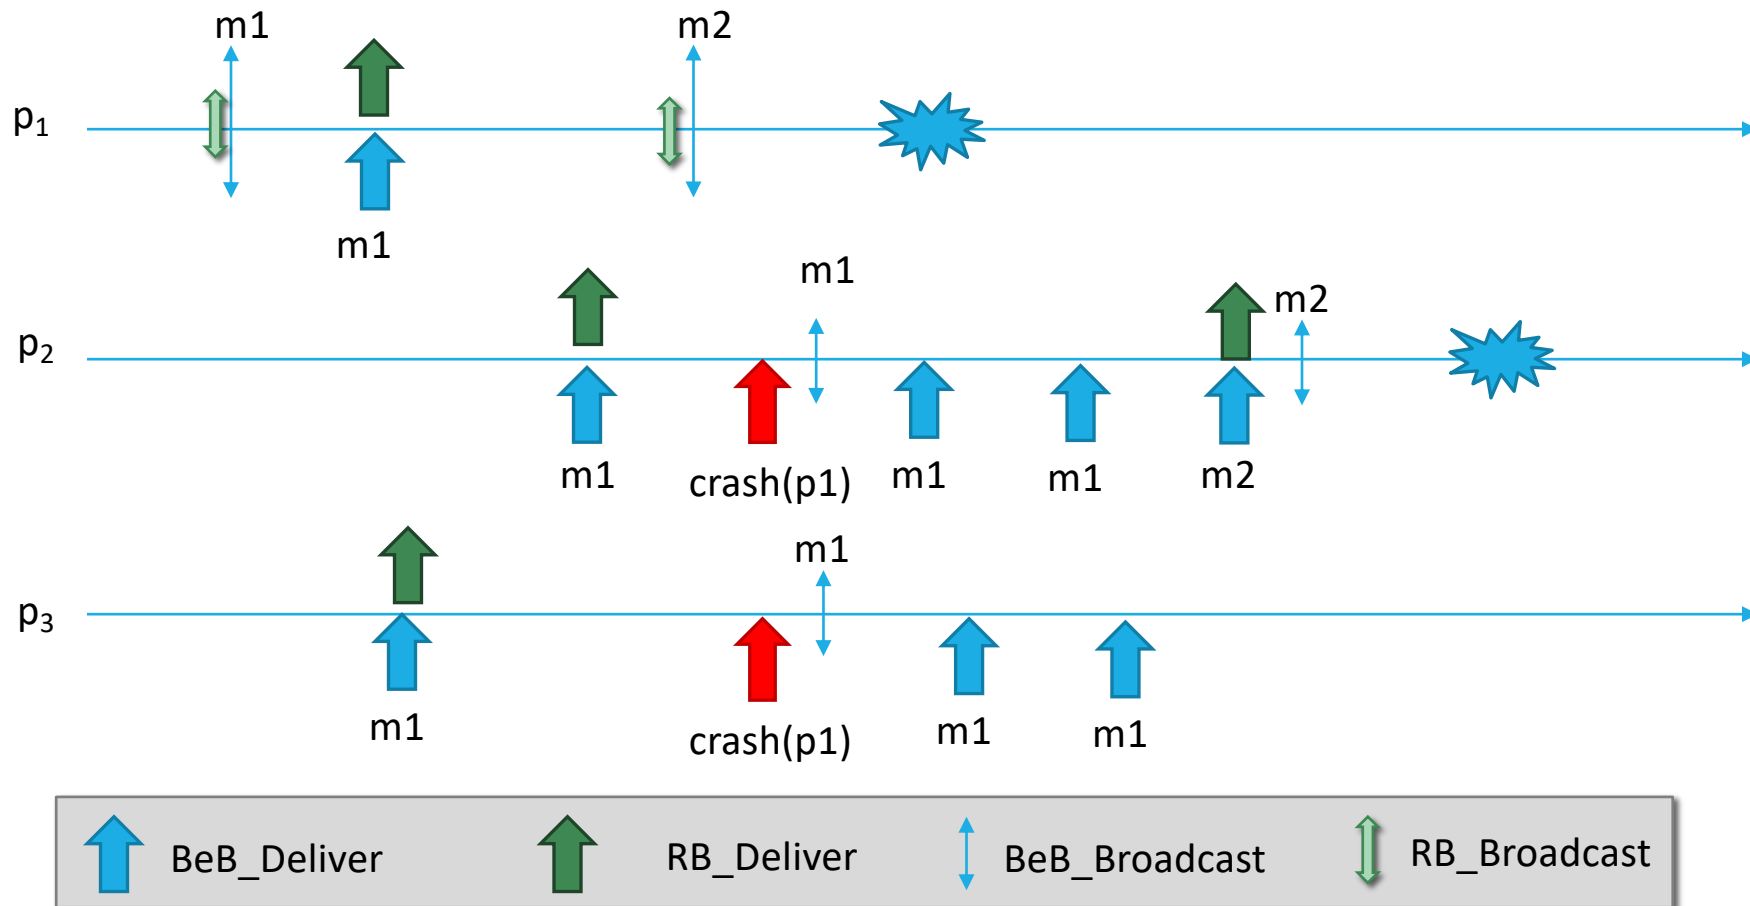 m1 m2
p1
m1
m1
m2
p2
m1 crash(p1) m1 m1 m2
m1
p3
m1 crash(p1) m1 m1
BeB_Deliver RB_Deliver BeB_Broadcast RB_Broadcast